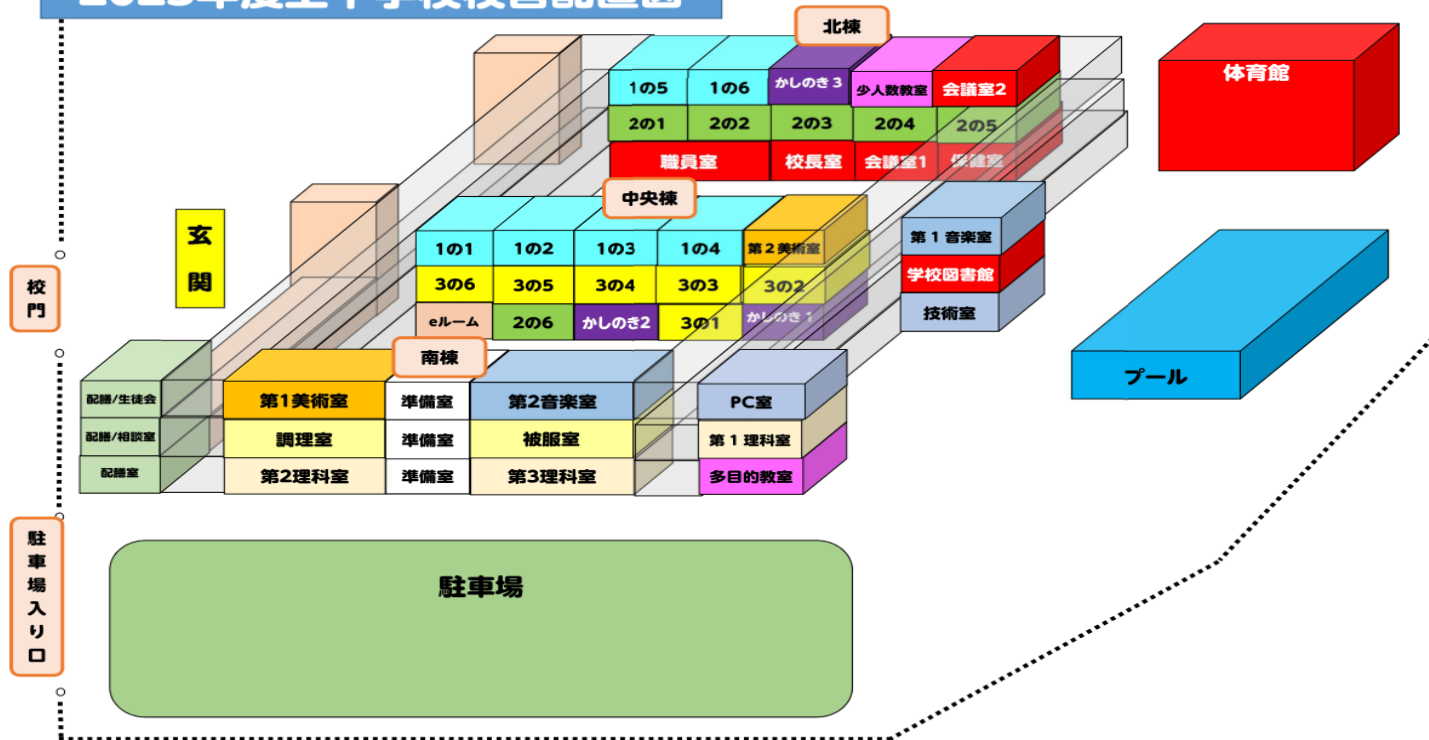 北棟
1の5 1の6 かしのき3 少人数教室 会議室2
2の1 2の2 2の3 2の4 2の5
職員室 校長室 会議室1 保健室
体育館
中央棟
1の1 1の2 1の3 1の4 第2美術室
3の6 3の5 3の4 3の3 3の2
eルーム 2の6 かしのき2 3の1 かしのき1
第1音楽室
学校図書館
技術室
玄関
校門
プール
南棟
配膳/生徒会 第1美術室 準備室 第2音楽室 PC室
配膳/相談室 調理室 準備室 被服室 第1理科室
配膳室 第2理科室 準備室 第3理科室 多目的教室
駐車場入り口
駐車場